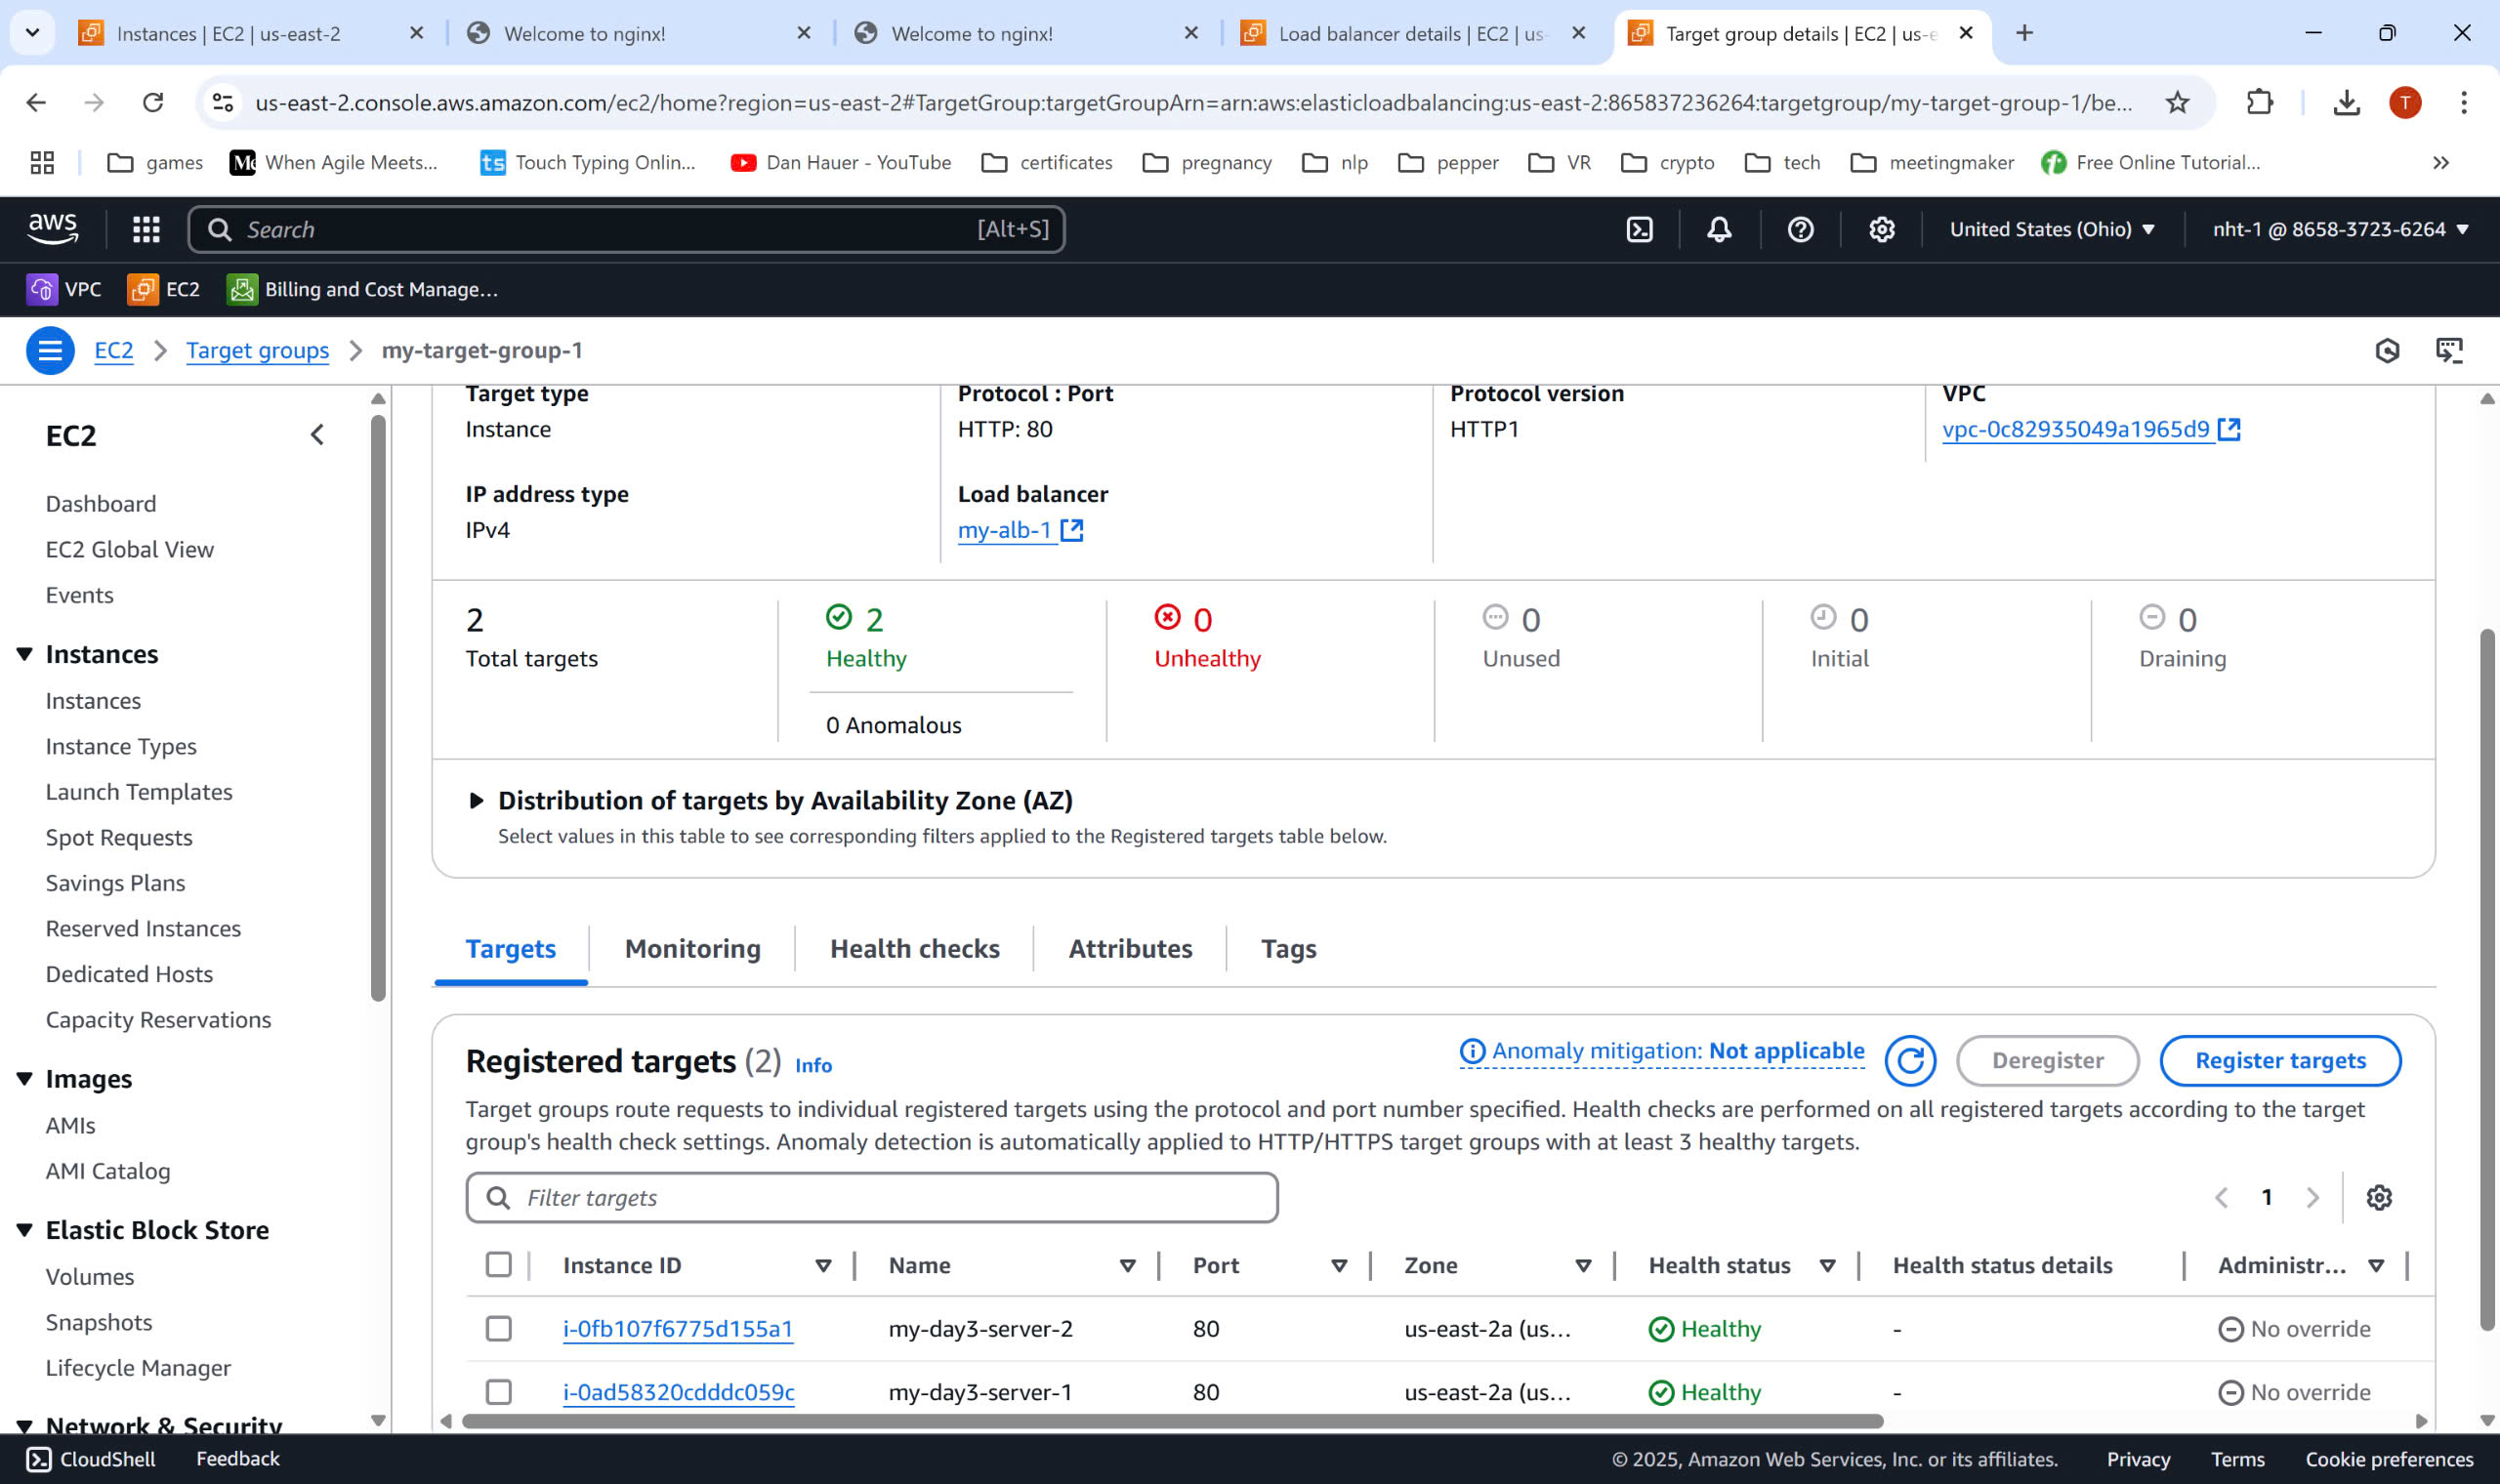 Instances | EC2 | us-east-2
Welcome to nginx!
Welcome to nginx!
Load balancer details | EC2 | us-
Target group details | EC2 | us-e
us-east-2.console.aws.amazon.com/ec2/home?region=us-east-2#TargetGroup:targetGroupArn=arn:aws:elasticloadbalancing:us-east-2:865837236264:targetgroup/my-target-group-1/be...
T
games
Me When Agile Meets...
ts Touch Typing Onlin...
Dan Hauer - YouTube
certificates
pregnancy
nlp
pepper
VR
crypto
tech
meetingmaker
Free Online Tutorial...
aws
Search [Alt+S]
United States (Ohio)
nht-1 @ 8658-3723-6264
VPC
EC2
Billing and Cost Manage...
EC2 > Target groups > my-target-group-1
EC2
Dashboard
EC2 Global View
Events
Instances
Instances
Instance Types
Launch Templates
Spot Requests
Savings Plans
Reserved Instances
Dedicated Hosts
Capacity Reservations
Images
AMIs
AMI Catalog
Elastic Block Store
Volumes
Snapshots
Lifecycle Manager
Network & Security
Target type
Instance
Protocol : Port
HTTP: 80
Protocol version
HTTP1
VPC
vpc-0c82935049a1965d9
IP address type
IPv4
Load balancer
my-alb-1
2
Total targets
2
Healthy
0 Anomalous
0
Unhealthy
0
Unused
0
Initial
0
Draining
Distribution of targets by Availability Zone (AZ)
Select values in this table to see corresponding filters applied to the Registered targets table below.
Targets
Monitoring
Health checks
Attributes
Tags
Registered targets (2) Info
Anomaly mitigation: Not applicable
Deregister
Register targets
Target groups route requests to individual registered targets using the protocol and port number specified. Health checks are performed on all registered targets according to the target
group's health check settings. Anomaly detection is automatically applied to HTTP/HTTPS target groups with at least 3 healthy targets.
Filter targets
1
Instance ID Name Port Zone Health status Health status details Administr...
i-0fb107f6775d155a1 my-day3-server-2 80 us-east-2a (us... Healthy - No override
i-0ad58320cdddc059c my-day3-server-1 80 us-east-2a (us... Healthy - No override
CloudShell
Feedback
© 2025, Amazon Web Services, Inc. or its affiliates.
Privacy
Terms
Cookie preferences